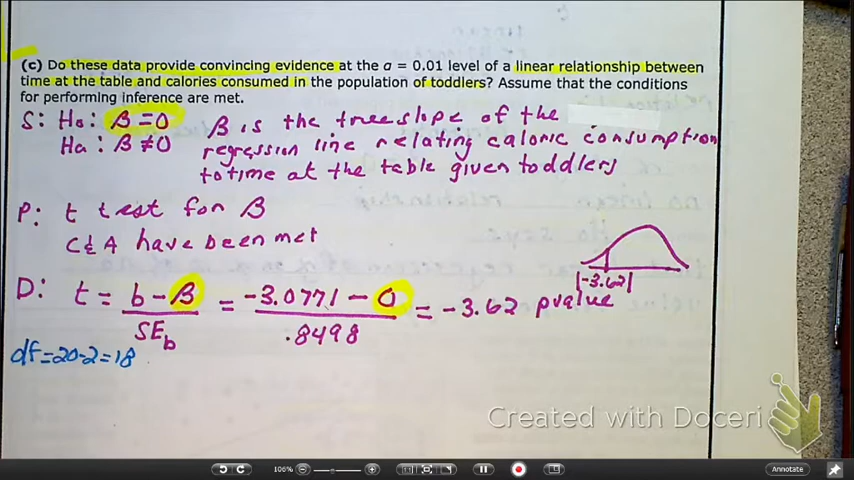 (c) Do these data provide convincing evidence at the a = 0.01 level of a linear relationship between
time at the table and calories consumed in the population of toddlers? Assume that the conditions
for performing inference are met.
S: Ho: β = 0 β is the true slope of the
Ha: β ≠ 0 regression line relating caloric consumption
to time at the table given toddlers
P: t test for β
C & A have been met
D: t = b - β / SEb = -3.0771 - 0 / .8498 = -3.62 pvalue
|-3.62|
df = 20-2 = 18
Created with Doceri
106%
Annotate